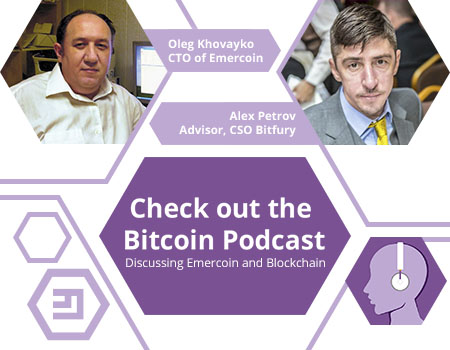 Oleg Khovayko
CTO of Emercoin
Alex Petrov
Advisor, CSO Bitfury
Check out the
Bitcoin Podcast
Discussing Emercoin and Blockchain